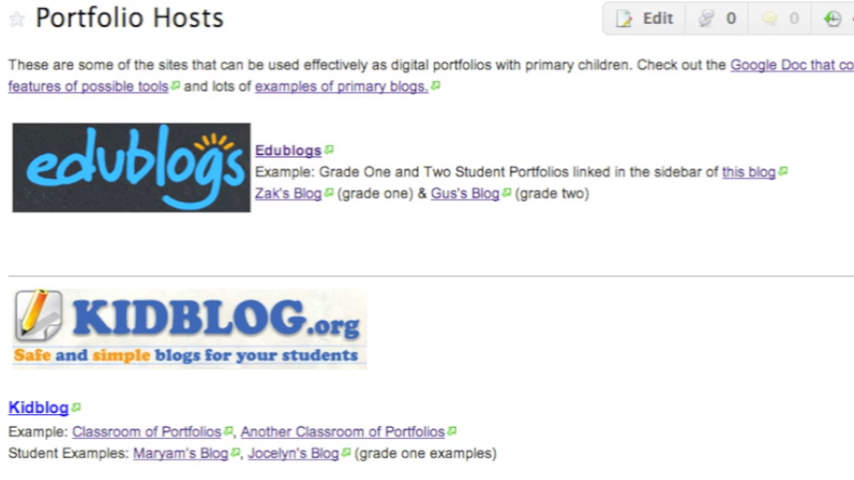 Portfolio Hosts
Edit 0 0
These are some of the sites that can be used effectively as digital portfolios with primary children. Check out the Google Doc that co
features of possible tools and lots of examples of primary blogs.
edublogs
Edublogs
Example: Grade One and Two Student Portfolios linked in the sidebar of this blog
Zak's Blog (grade one) & Gus's Blog (grade two)
KIDBLOG.org
Safe and simple blogs for your students
Kidblog
Example: Classroom of Portfolios, Another Classroom of Portfolios
Student Examples: Maryam's Blog, Jocelyn's Blog (grade one examples)